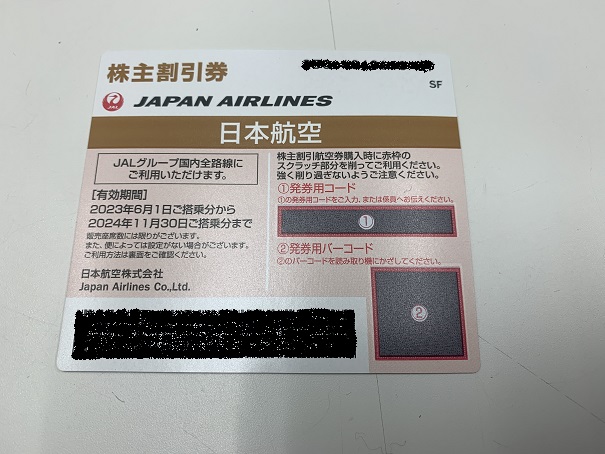 株主割引券
SF
JAL
JAPAN AIRLINES
日本航空
JALグループ国内全路線に
ご利用いただけます。
[有効期間]
2023年6月1日ご搭乗分から
2024年11月30日ご搭乗分まで
販売座席数には限りがございます。
また、便によっては設定がない場合がございます。
ご利用方法は裏面をご確認ください。
日本航空株式会社
Japan Airlines Co.,Ltd.
株主割引航空券購入時に赤枠の
スクラッチ部分を削ってご利用ください。
強く削り過ぎないようご注意ください。
①発券用コード
①の発券用コードをご入力、または係員へお伝えください。
①
②発券用バーコード
②のバーコードを読み取り機にかざしてください。
②